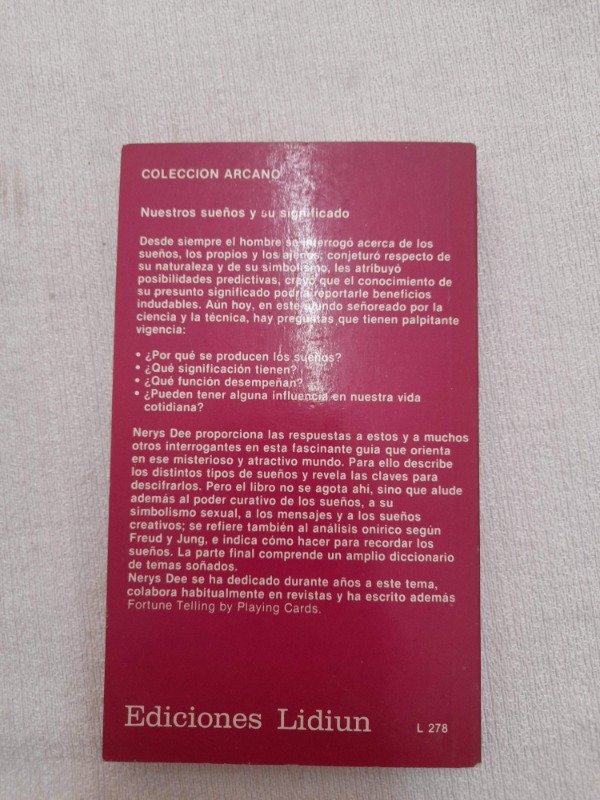 COLECCION ARCANO
Nuestros sueños y su significado
Desde siempre el hombre se interrogó acerca de los
sueños, los propios y los ajenos; conjeturó respecto de
su naturaleza y de su simbolismo, les atribuyó
posibilidades predictivas, creyó que el conocimiento de
su presunto significado podría reportarle beneficios
indudables. Aún hoy, en este mundo señoreado por la
ciencia y la técnica, hay preguntas que tienen palpitante
vigencia:
• ¿Por qué se producen los sueños?
• ¿Qué significación tienen?
• ¿Qué función desempeñan?
• ¿Pueden tener alguna influencia en nuestra vida
cotidiana?
Nerys Dee proporciona las respuestas a estos y a muchos
otros interrogantes en esta fascinante guia que orienta
en ese misterioso y atractivo mundo. Para ello describe
los distintos tipos de sueños y revela las claves para
descifrarlos. Pero el libro no se agota ahí, sino que alude
además al poder curativo de los sueños, a su
simbolismo sexual, a los mensajes y a los sueños
creativos; se refiere también al análisis onírico según
Freud y Jung, e indica cómo hacer para recordar los
sueños. La parte final comprende un amplio diccionario
de temas soñados.
Nerys Dee se ha dedicado durante años a este tema,
colabora habitualmente en revistas y ha escrito además
Fortune Telling by Playing Cards.
Ediciones Lidiun
L 278